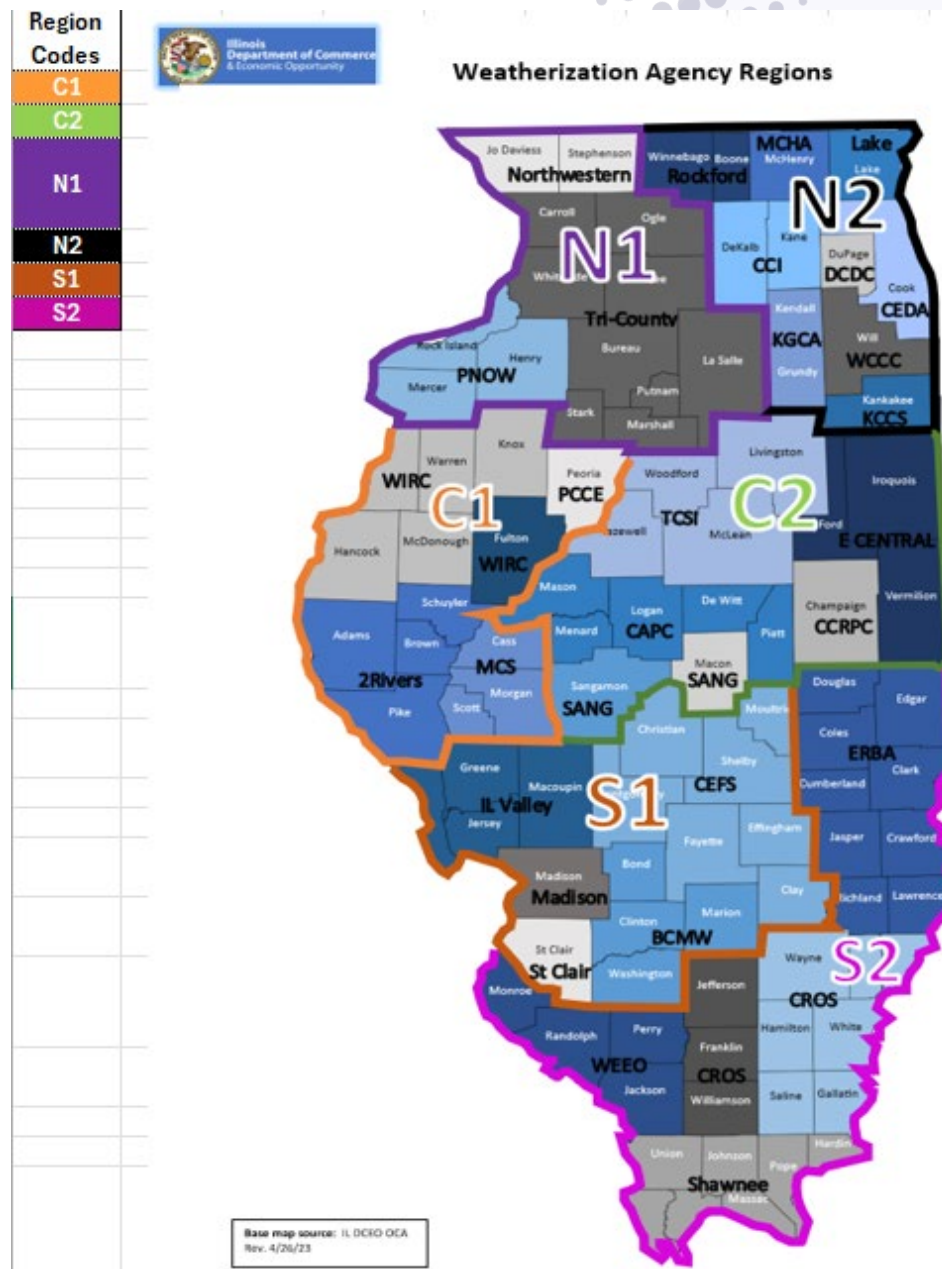 Region
Codes
C1
C2
N1
N2
S1
S2
Illinois
Department of Commerce
& Economic Opportunity
Weatherization Agency Regions
Jo Daviess
Stephenson
Northwestern
Winnebago
Boone
Rockford
MCHA
McHenry
Lake
Lake
N2
Carroll
Ogle
N1
DeKalb
Kane
CCI
DuPage
DCDC
Cook
CEDA
Tri-County
Rock Island
Henry
Mercer
PNOW
Bureau
Putnam
La Salle
Stark
Marshall
Kendall
KGCA
Grundy
Will
WCCC
Kankakee
KCCS
Warren
Knox
WIRC
C1
Peoria
PCCE
Hancock
McDonough
Fulton
WIRC
Woodford
Livingston
C2
TCSI
McLean
Iroquois
E CENTRAL
Vermilion
Champaign
CCRPC
Mason
Logan
De Witt
Menard
CAPC
Piatt
Macon
SANG
Sangamon
SANG
Schuyler
Adams
Brown
Cass
MCS
2Rivers
Pike
Scott
Morgan
Christian
Shelby
CEFS
S1
Greene
Macoupin
IL Valley
Jersey
Fayette
Effingham
Bond
Clay
Madison
Madison
Clinton
Marion
BCMW
St Clair
St Clair
Washington
Douglas
Edgar
Coles
ERBA
Cumberland
Clark
Jasper
Crawford
Lawrence
S2
Monroe
Randolph
Perry
WEEO
Jackson
Jefferson
Franklin
CROS
Williamson
Wayne
CROS
Hamilton
White
Saline
Gallatin
Union
Johnson
Pope
Hardin
Shawnee
Massac
Base map source: IL DCEO OCA
Rev. 4/26/23